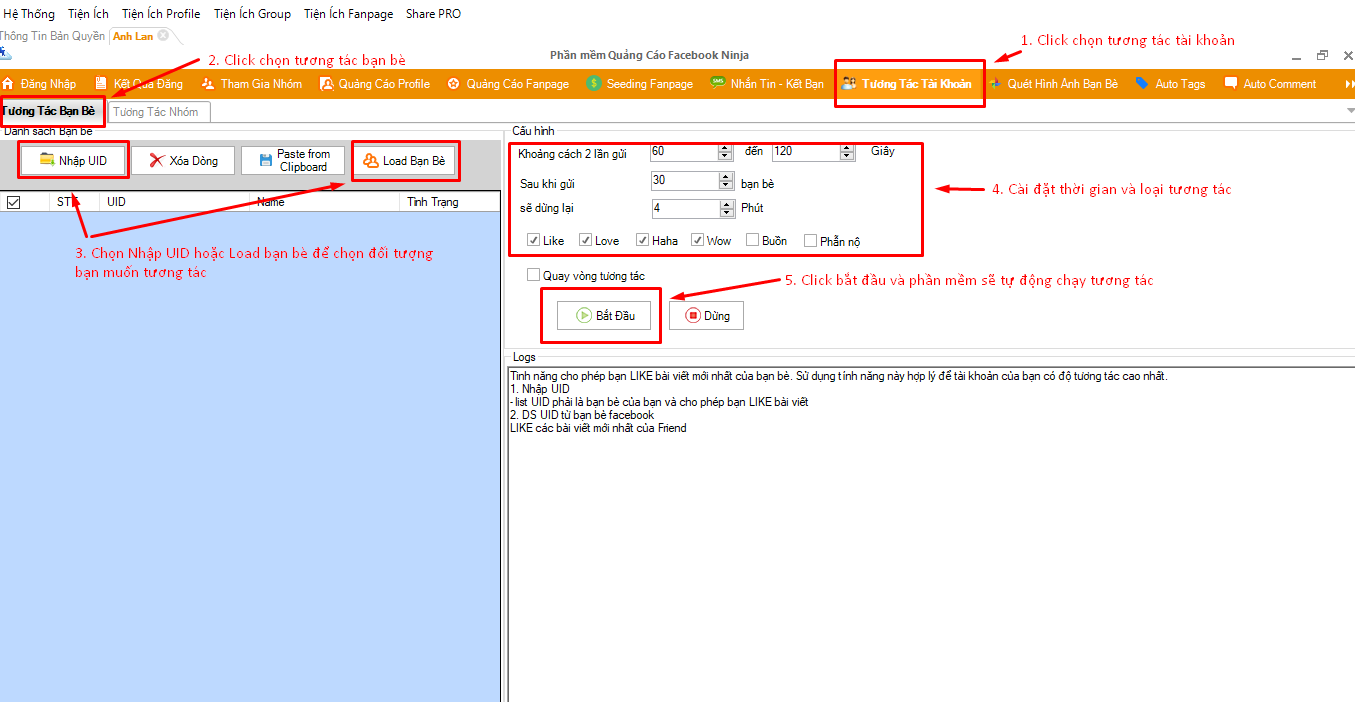 Hệ Thống Tiện Ích Tiện Ích Profile Tiện Ích Group Tiện Ích Fanpage Share PRO
Thông Tin Bản Quyền Anh Lan
1. Click chọn tương tác tài khoản
Phần mềm Quảng Cáo Facebook Ninja
2. Click chọn tương tác bạn bè
Đăng Nhập Kết Quả Đăng Tham Gia Nhóm Quảng Cáo Profile Quảng Cáo Fanpage Seeding Fanpage Nhắn Tin - Kết Bạn Tương Tác Tài Khoản Quét Hình Ảnh Bạn Bè Auto Tags Auto Comment
Tương Tác Bạn Bè Tương Tác Nhóm
Danh sách Bạn bè
Nhập UID Xóa Dòng Paste from Clipboard Load Bạn Bè
STT UID Name Tình Trạng
3. Chọn Nhập UID hoặc Load bạn bè để chọn đối tượng
bạn muốn tương tác
Cấu hình
Khoảng cách 2 lần gửi 60 đến 120 Giây
Sau khi gửi 30 bạn bè
sẽ dừng lại 4 Phút
4. Cài đặt thời gian và loại tương tác
Like Love Haha Wow Buồn Phẫn nộ
Quay vòng tương tác
5. Click bắt đầu và phần mềm sẽ tự động chạy tương tác
Bắt Đầu Dừng
Logs
Tính năng cho phép bạn LIKE bài viết mới nhất của bạn bè. Sử dụng tính năng này hợp lý để tài khoản của bạn có độ tương tác cao nhất.
1. Nhập UID
- list UID phải là bạn bè của bạn và cho phép bạn LIKE bài viết
2. DS UID từ bạn bè facebook
LIKE các bài viết mới nhất của Friend